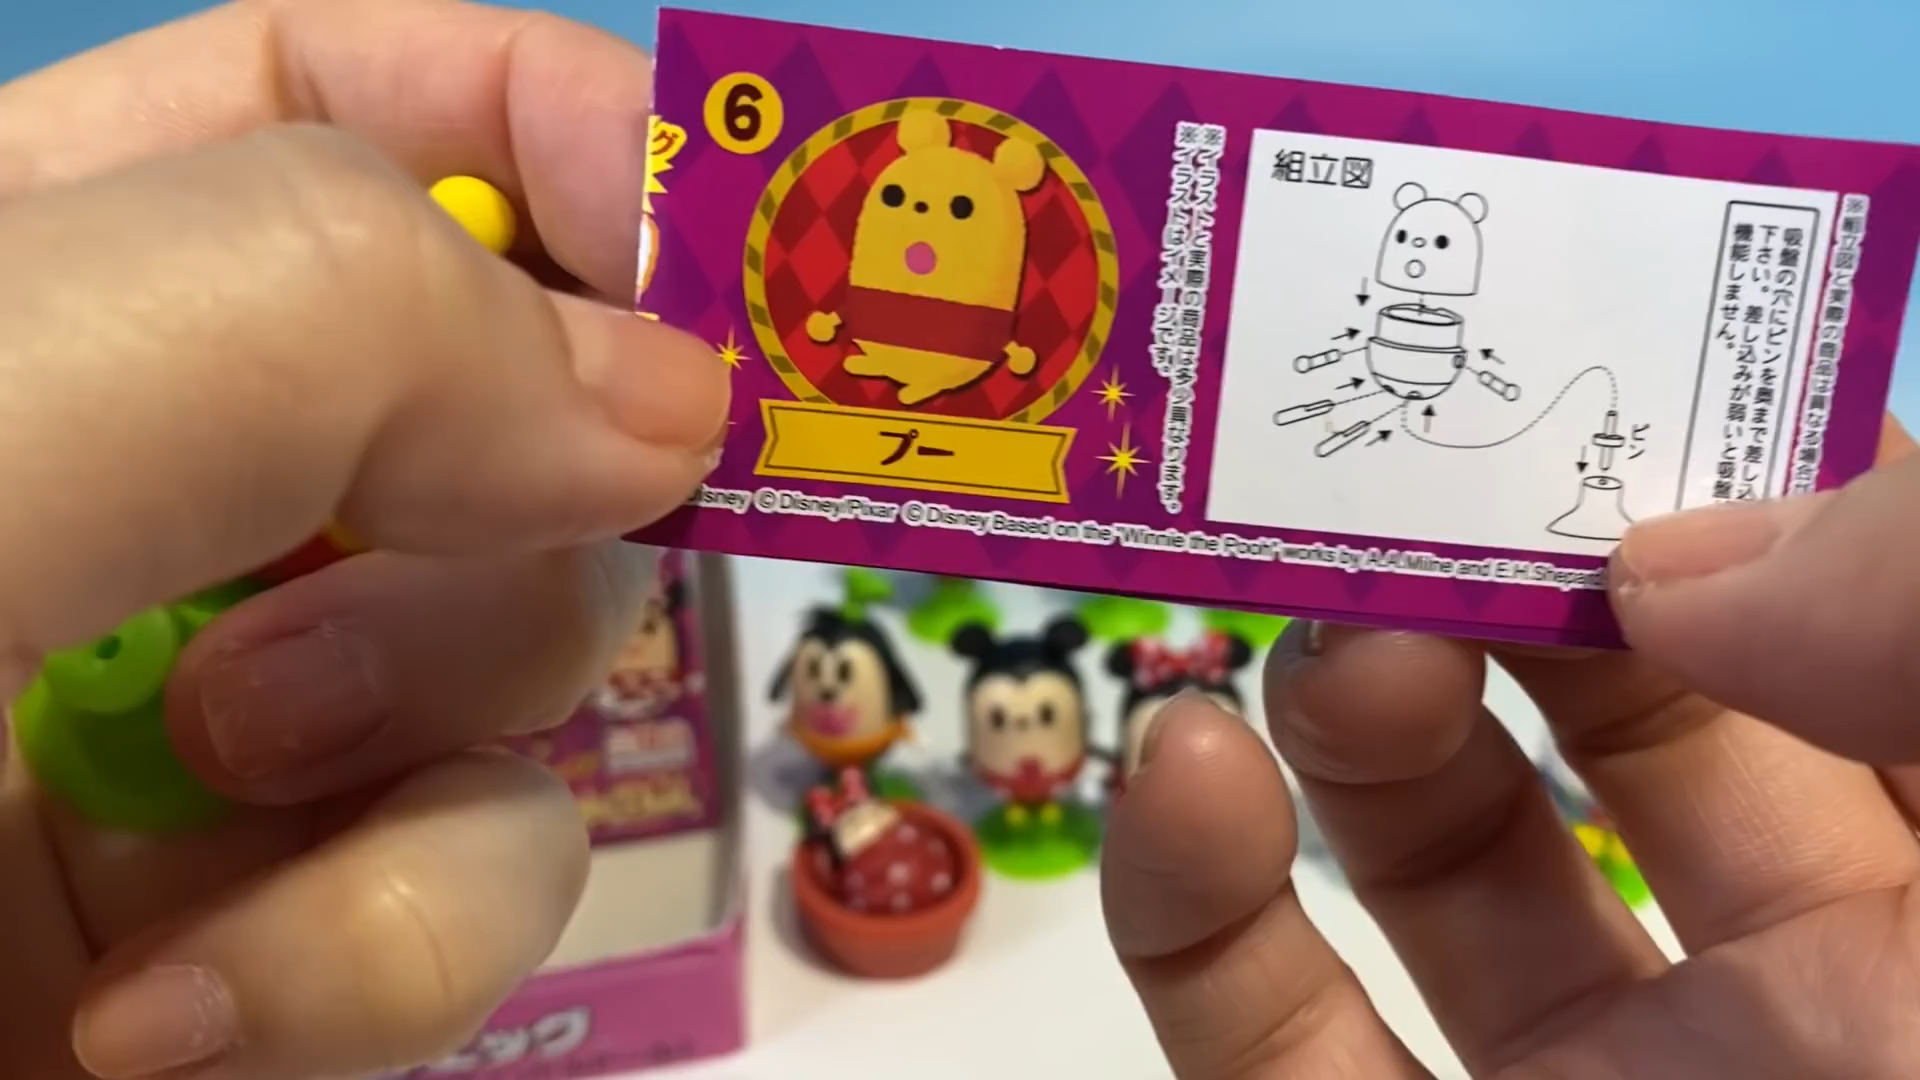 6
グ
プー
※イラストと実際の商品は多少異なります。
※イラストはイメージです。
組立図
ピン
吸盤の穴にピンを奥まで差し込
下さい。差し込みが弱いと吸盤
機能しません。
※組立図と実際の商品は異なる場合が
Disney ©Disney/Pixar ©Disney Based on the "Winnie the Pooh" works by A.A.Milne and E.H.Shepard
ニック